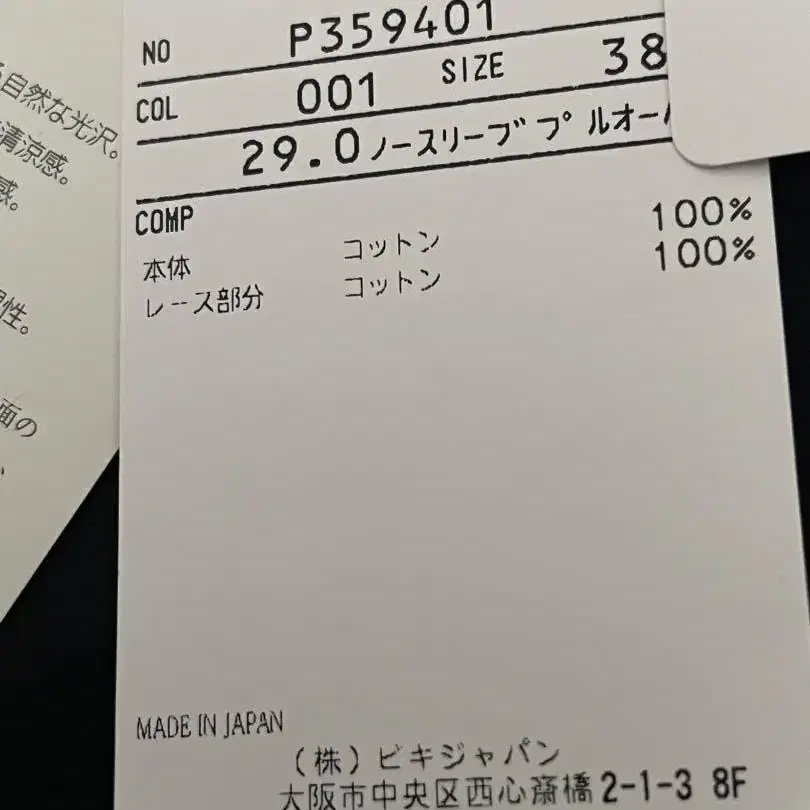 自然な光沢。
清涼感。
感。
性。
面の
NO P359401
COL 001 SIZE 38
29.0 ノースリーブプルオー
COMP
本体 コットン 100%
レース部分 コットン 100%
MADE IN JAPAN
（株）ビキジャパン
大阪市中央区西心斎橋2-1-3 8F